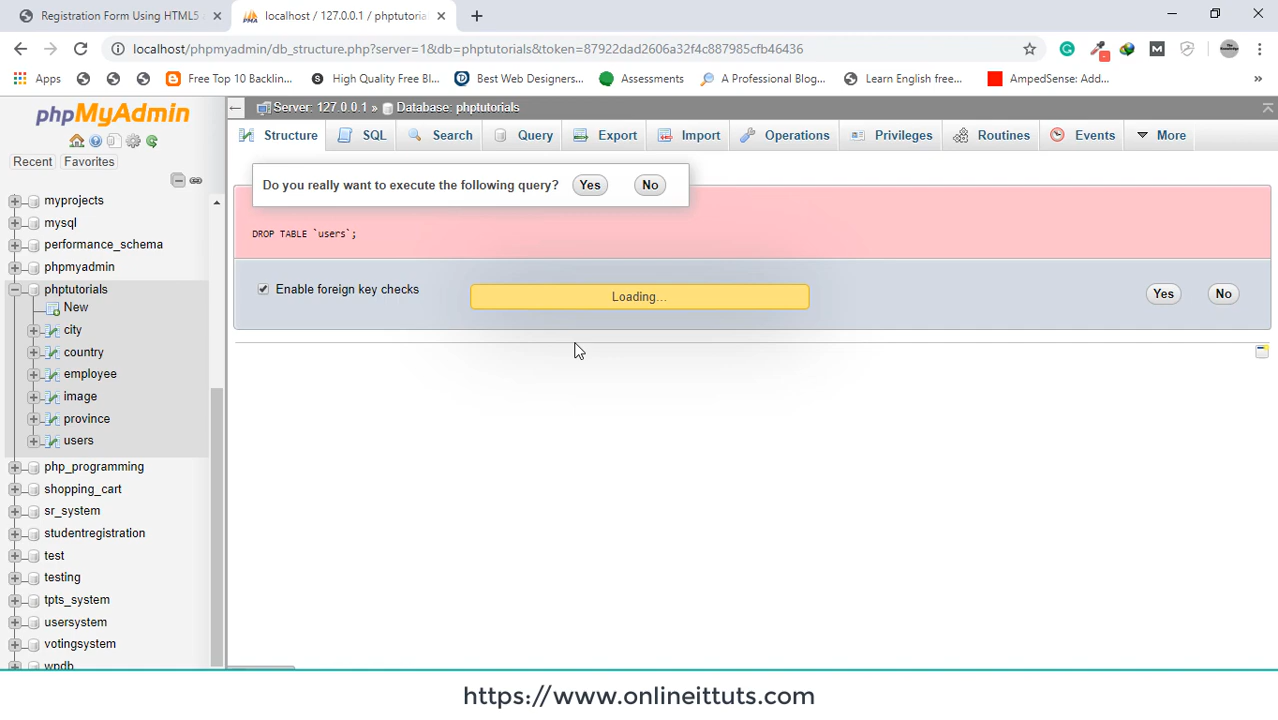 Registration Form Using HTML5
localhost / 127.0.0.1 / phptutoria
localhost/phpmyadmin/db_structure.php?server=1&db=phptutorials&token=87922dad2606a32f4c887985cfb46436
Apps
Free Top 10 Backlin...
High Quality Free Bl...
Best Web Designers...
Assessments
A Professional Blog...
Learn English free...
AmpedSense: Add...
»
phpMyAdmin
Recent
Favorites
Server: 127.0.0.1 » Database: phptutorials
Structure
SQL
Search
Query
Export
Import
Operations
Privileges
Routines
Events
More
Do you really want to execute the following query?
Yes
No
DROP TABLE `users`;
Enable foreign key checks
Loading...
Yes
No
myprojects
mysql
performance_schema
phpmyadmin
phptutorials
New
city
country
employee
image
province
users
php_programming
shopping_cart
sr_system
studentregistration
test
testing
tpts_system
usersystem
votingsystem
wpdb
https://www.onlineittuts.com